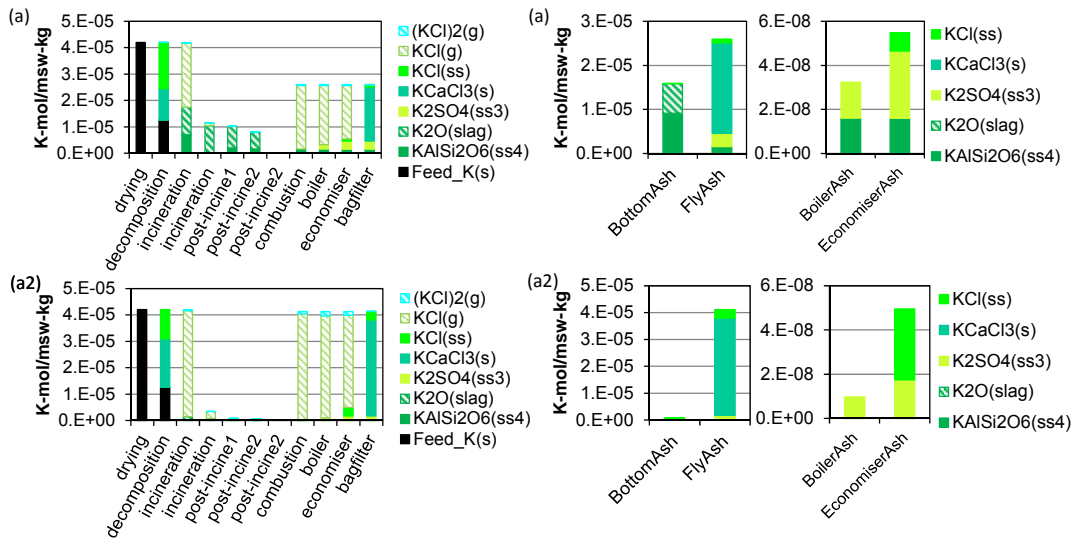 (a)
K-mol/msw-kg
5.E-05
4.E-05
3.E-05
2.E-05
1.E-05
0.E+00
drying
decomposition
incineration
incineration
post-incine1
post-incine2
post-incine2
combustion
boiler
economiser
bagfilter
(KCl)2(g)
KCl(g)
KCl(ss)
KCaCl3(s)
K2SO4(ss3)
K2O(slag)
KAlSi2O6(ss4)
Feed_K(s)
(a)
K-mol/msw-kg
3.E-05
2.E-05
1.E-05
0.E+00
BottomAsh
FlyAsh
6.E-08
4.E-08
2.E-08
0.E+00
BoilerAsh
EconomiserAsh
KCl(ss)
KCaCl3(s)
K2SO4(ss3)
K2O(slag)
KAlSi2O6(ss4)
(a2)
K-mol/msw-kg
5.E-05
4.E-05
3.E-05
2.E-05
1.E-05
0.E+00
drying
decomposition
incineration
incineration
post-incine1
post-incine2
post-incine2
combustion
boiler
economiser
bagfilter
(KCl)2(g)
KCl(g)
KCl(ss)
KCaCl3(s)
K2SO4(ss3)
K2O(slag)
KAlSi2O6(ss4)
Feed_K(s)
(a2)
K-mol/msw-kg
5.E-05
4.E-05
3.E-05
2.E-05
1.E-05
0.E+00
BottomAsh
FlyAsh
6.E-08
4.E-08
2.E-08
0.E+00
BoilerAsh
EconomiserAsh
KCl(ss)
KCaCl3(s)
K2SO4(ss3)
K2O(slag)
KAlSi2O6(ss4)